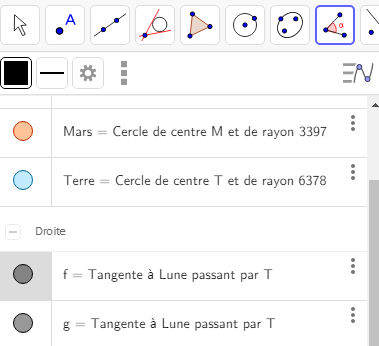 A
α
Mars = Cercle de centre M et de rayon 3397
Terre = Cercle de centre T et de rayon 6378
Droite
f = Tangente à Lune passant par T
g = Tangente à Lune passant par T